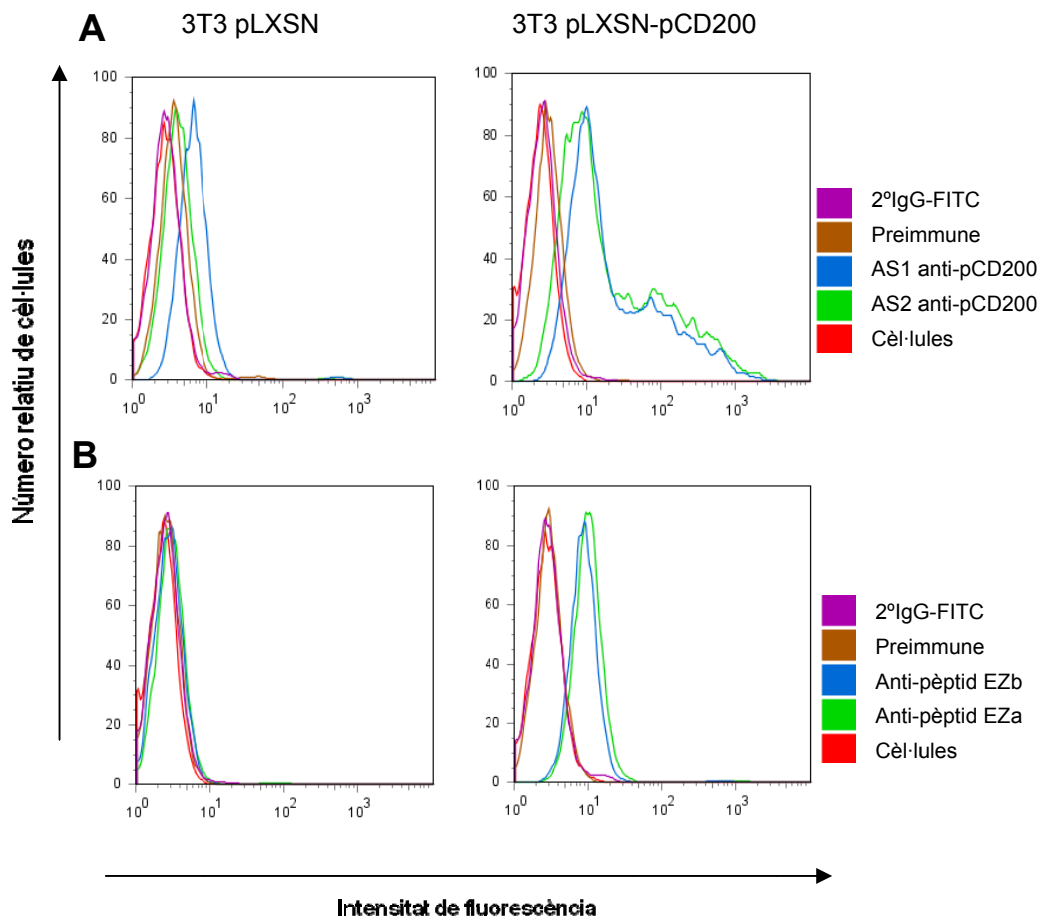 A
3T3 pLXSN
3T3 pLXSN-pCD200
100
80
60
40
20
0
10^0 10^1 10^2 10^3
100
80
60
40
20
0
10^0 10^1 10^2 10^3
2ºIgG-FITC
Preimmune
AS1 anti-pCD200
AS2 anti-pCD200
Cèl·lules
Número relatiu de cèl·lules
B
100
80
60
40
20
0
10^0 10^1 10^2 10^3
100
80
60
40
20
0
10^0 10^1 10^2 10^3
2ºIgG-FITC
Preimmune
Anti-pèptid EZb
Anti-pèptid EZa
Cèl·lules
Intensitat de fluorescència